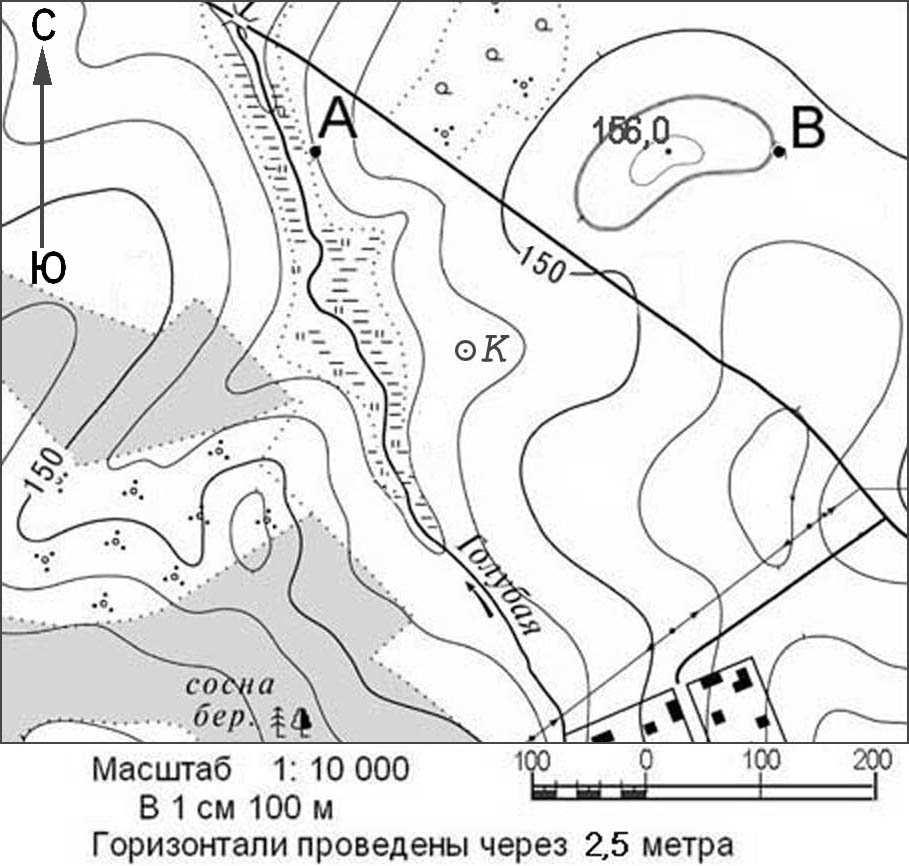 С
Ю
А
156,0
В
150
К
150
Голубая
сосна
бер.
Масштаб 1: 10 000
В 1 см 100 м
Горизонтали проведены через 2,5 метра
100 0 100 200